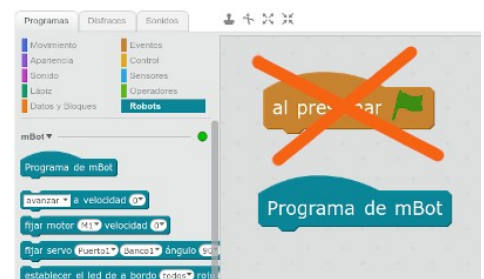 Programas Disfraces Sonidos
Movimiento Eventos
Apariencia Control
Sonido Sensores
Lápiz Operadores
Datos y Bloques Robots
mBot
Programa de mBot
avanzar a velocidad 0
fijar motor M1 velocidad 0
fijar servo Puerto1 Banco1 ángulo 90
establecer el led de a bordo todos
al
Programa de mBot